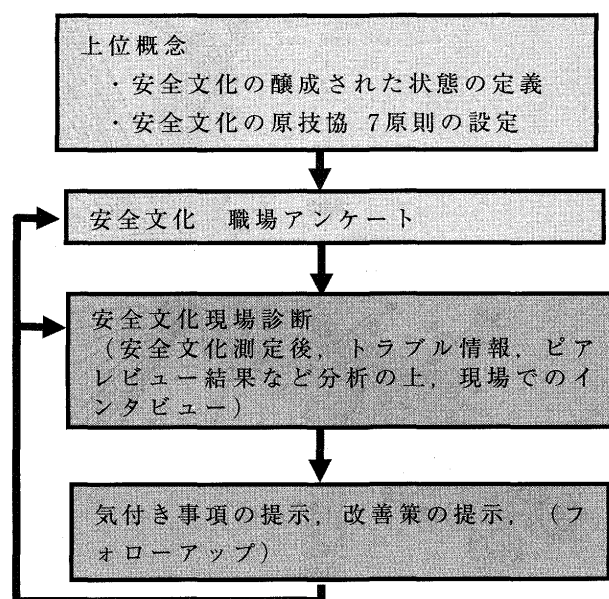 上位概念
・安全文化の醸成された状態の定義
・安全文化の原技協 7原則の設定
安全文化 職場アンケート
安全文化現場診断
（安全文化測定後，トラブル情報，ピア
レビュー結果など分析の上，現場でのイ
ンタビュー）
気付き事項の提示，改善策の提示，（フ
ォローアップ）